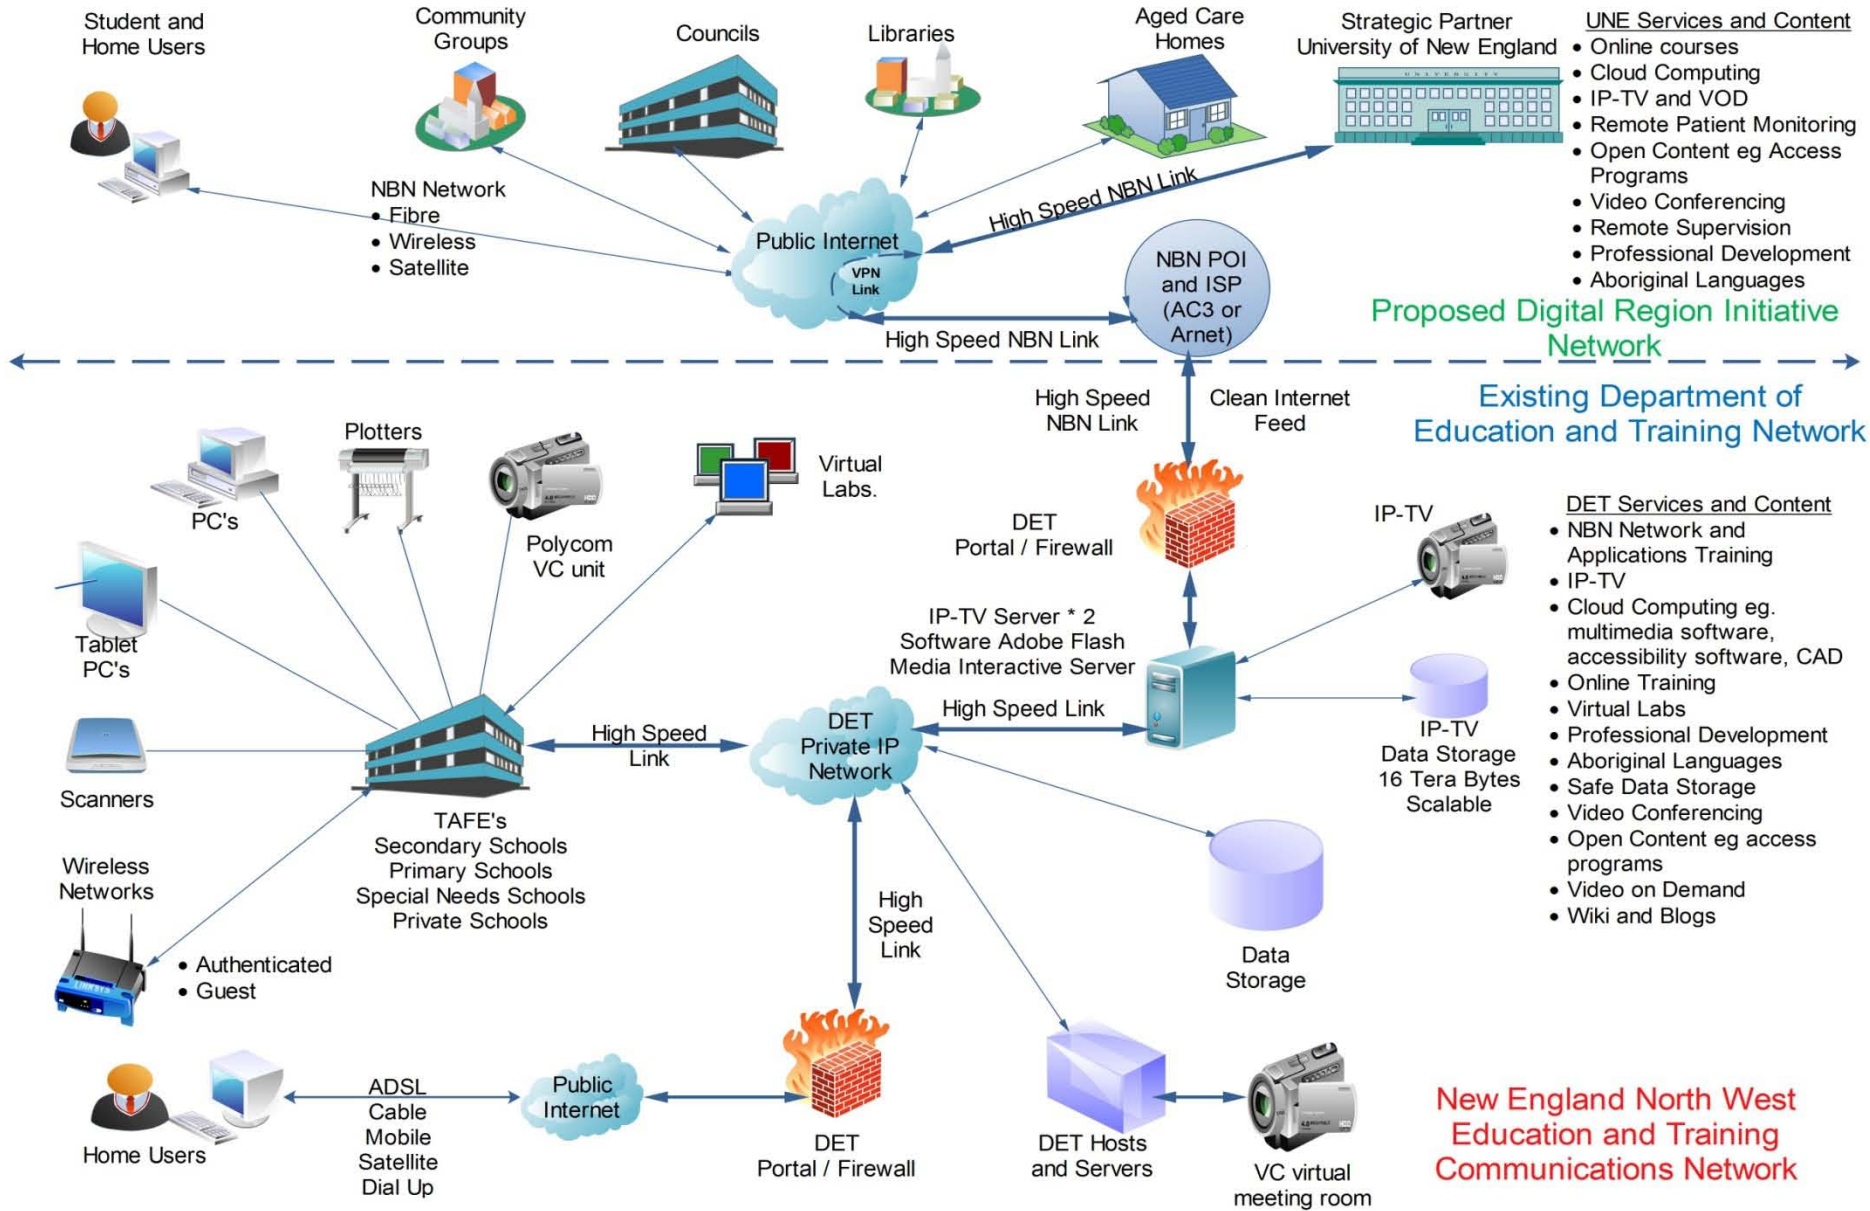 Student and
Home Users
Community
Groups
Councils
Libraries
Aged Care
Homes
Strategic Partner
University of New England
UNIVERSITY
UNE Services and Content
• Online courses
• Cloud Computing
• IP-TV and VOD
• Remote Patient Monitoring
• Open Content eg Access
Programs
• Video Conferencing
• Remote Supervision
• Professional Development
• Aboriginal Languages
NBN Network
• Fibre
• Wireless
• Satellite
Public Internet
VPN
Link
High Speed NBN Link
High Speed NBN Link
NBN POI
and ISP
(AC3 or
Arnet)
Proposed Digital Region Initiative
Network
Existing Department of
Education and Training Network
High Speed
NBN Link
Clean Internet
Feed
PC's
Plotters
Polycom
VC unit
Virtual
Labs.
Tablet
PC's
Scanners
Wireless
Networks
LINKSYS
• Authenticated
• Guest
TAFE's
Secondary Schools
Primary Schools
Special Needs Schools
Private Schools
High Speed
Link
DET
Private IP
Network
High Speed Link
DET
Portal / Firewall
IP-TV Server * 2
Software Adobe Flash
Media Interactive Server
IP-TV
IP-TV
Data Storage
16 Tera Bytes
Scalable
DET Services and Content
• NBN Network and
Applications Training
• IP-TV
• Cloud Computing eg.
multimedia software,
accessibility software, CAD
• Online Training
• Virtual Labs
• Professional Development
• Aboriginal Languages
• Safe Data Storage
• Video Conferencing
• Open Content eg access
programs
• Video on Demand
• Wiki and Blogs
High
Speed
Link
Data
Storage
Home Users
ADSL
Cable
Mobile
Satellite
Dial Up
Public
Internet
DET
Portal / Firewall
DET Hosts
and Servers
VC virtual
meeting room
New England North West
Education and Training
Communications Network